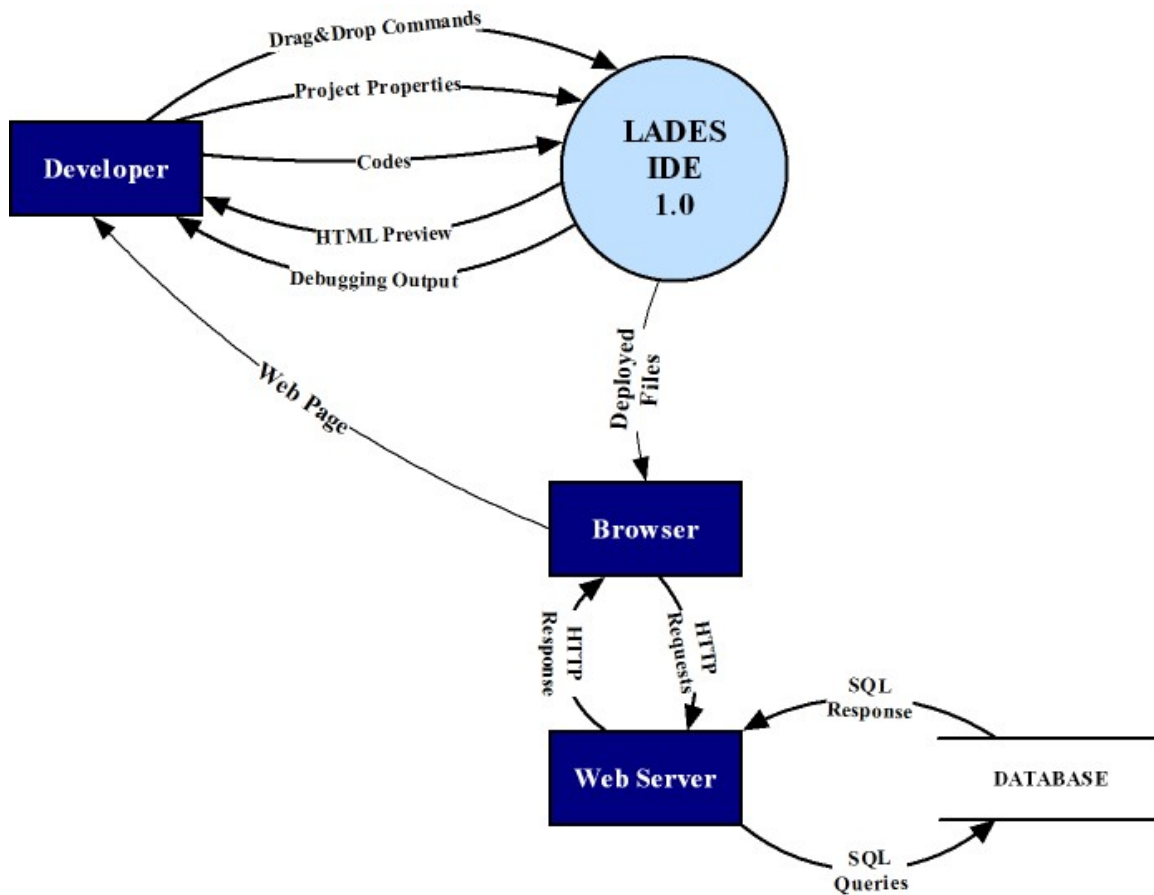 Drag&Drop Commands
Project Properties
Developer
Codes
LADES
IDE
1.0
HTML Preview
Debugging Output
Web Page
Deployed
Files
Browser
HTTP
Response
HTTP
Requests
SQL
Response
Web Server
DATABASE
SQL
Queries